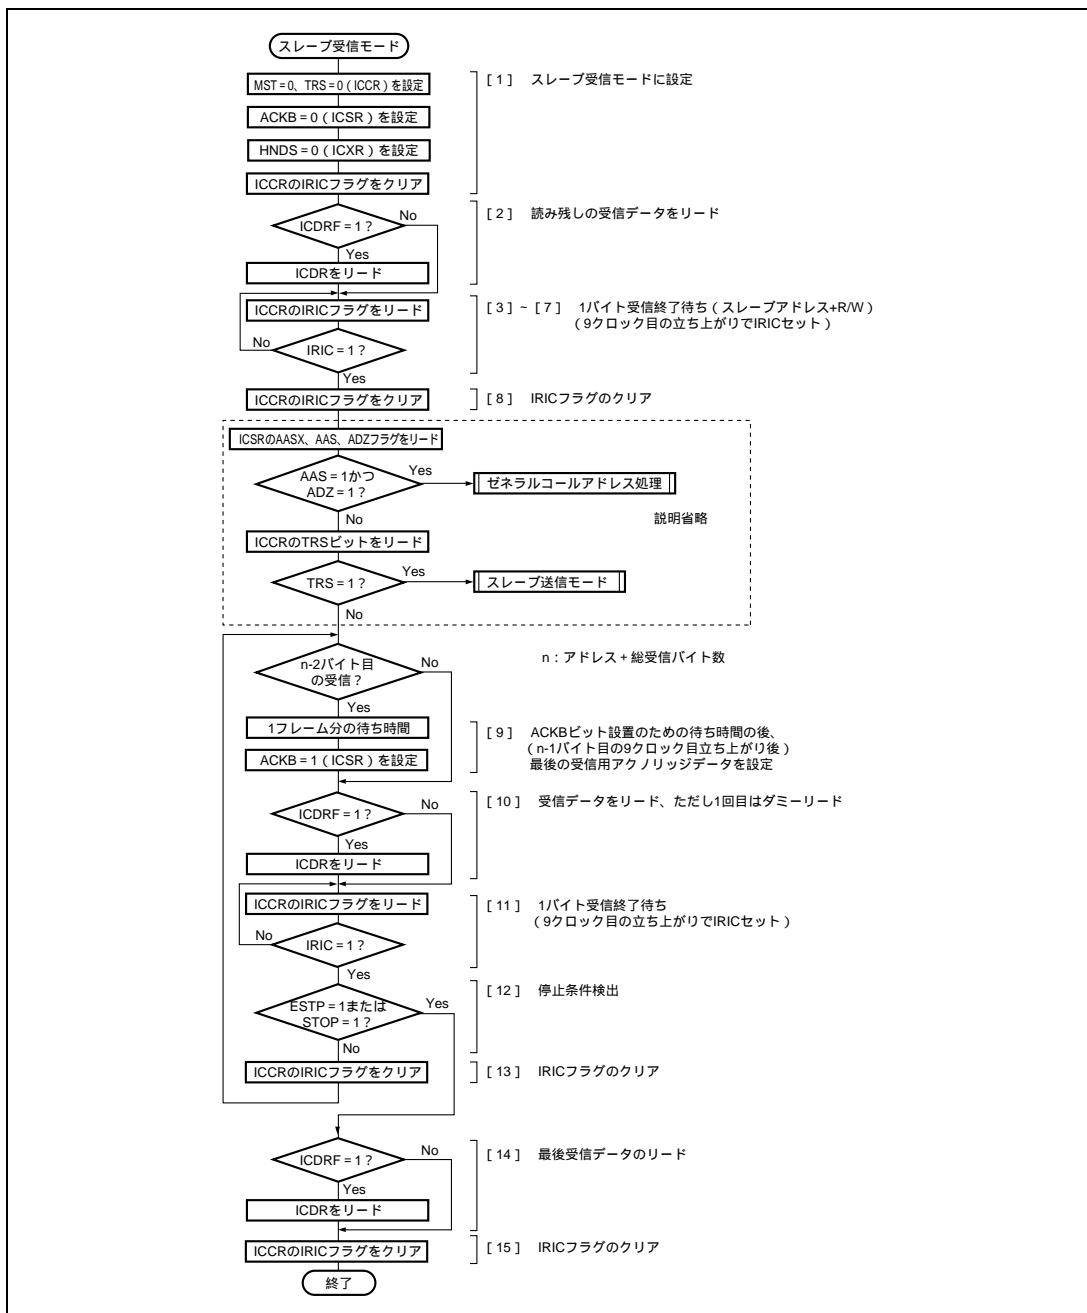 スレーブ受信モード
MST = 0、TRS = 0 ( ICCR ) を設定
[ 1 ] スレーブ受信モードに設定
ACKB = 0 ( ICSR ) を設定
HNDS = 0 ( ICXR ) を設定
ICCRのIRICフラグをクリア
ICDRF = 1 ?
No
[ 2 ] 読み残しの受信データをリード
Yes
ICDRをリード
ICCRのIRICフラグをリード
[ 3 ] ~ [ 7 ] 1バイト受信終了待ち ( スレーブアドレス+R/W )
( 9クロック目の立ち上がりでIRICセット )
No
IRIC = 1 ?
Yes
ICCRのIRICフラグをクリア
[ 8 ] IRICフラグのクリア
ICSRのAASX、AAS、ADZフラグをリード
AAS = 1かつ
ADZ = 1 ?
Yes
ゼネラルコールアドレス処理
No
説明省略
ICCRのTRSビットをリード
TRS = 1 ?
Yes
スレーブ送信モード
No
n-2バイト目
の受信 ?
No
n : アドレス + 総受信バイト数
Yes
1フレーム分の待ち時間
[ 9 ] ACKBビット設置のための待ち時間の後、
( n-1バイト目の9クロック目立ち上がり後 )
最後の受信用アクノリッジデータを設定
ACKB = 1 ( ICSR ) を設定
ICDRF = 1 ?
No
[ 10 ] 受信データをリード、ただし1回目はダミーリード
Yes
ICDRをリード
ICCRのIRICフラグをリード
[ 11 ] 1バイト受信終了待ち
( 9クロック目の立ち上がりでIRICセット )
No
IRIC = 1 ?
Yes
ESTP = 1または
STOP = 1 ?
Yes
[ 12 ] 停止条件検出
No
ICCRのIRICフラグをクリア
[ 13 ] IRICフラグのクリア
ICDRF = 1 ?
No
[ 14 ] 最後受信データのリード
Yes
ICDRをリード
ICCRのIRICフラグをクリア
[ 15 ] IRICフラグのクリア
終了